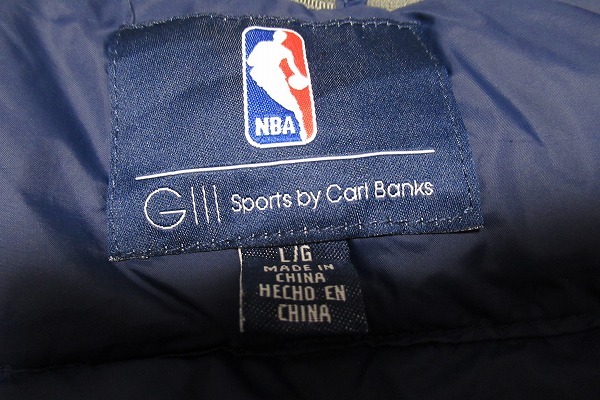 NBA
GIII Sports by Carl Banks
L/G
MADE IN
CHINA
HECHO EN
CHINA